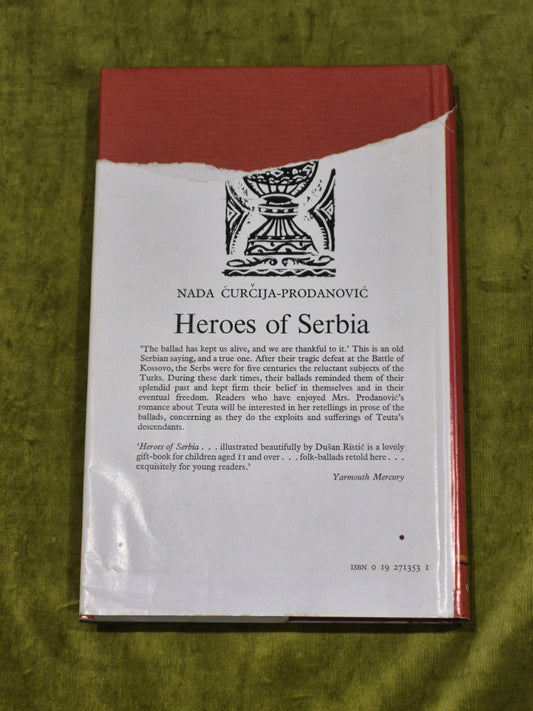 NADA ĆURČIJA-PRODANOVIĆ
Heroes of Serbia
'The ballad has kept us alive, and we are thankful to it.' This is an old
Serbian saying, and a true one. After their tragic defeat at the Battle of
Kossovo, the Serbs were for five centuries the reluctant subjects of the
Turks. During these dark times, their ballads reminded them of their
splendid past and kept firm their belief in themselves and in their
eventual freedom. Readers who have enjoyed Mrs. Prodanović's
romance about Teuta will be interested in her retellings in prose of the
ballads, concerning as they do the exploits and sufferings of Teuta's
descendants.
'Heroes of Serbia . . . illustrated beautifully by Dušan Ristić is a lovely
gift-book for children aged 11 and over . . . folk-ballads retold here . . .
exquisitely for young readers.'
Yarmouth Mercury
ISBN 0 19 271353 1